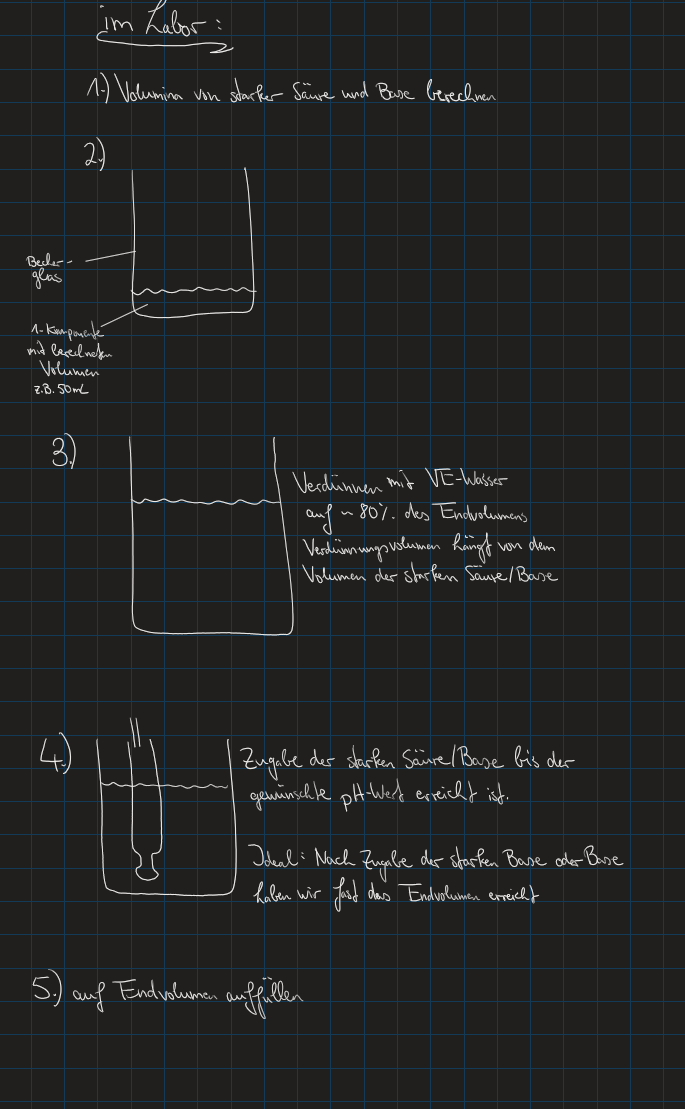 im Labor:
1.) Volumina von starker Säure und Base berechnen
2.)
Becher-
glas
1-Komponente
mit berechneten
Volumen
z.B. 50mL
3.)
Verdünnen mit VE-Wasser
auf ~ 80%. des Endvolumens
Verdünnungsvolumen hängt von dem
Volumen der starken Säure/Base
4.)
Zugabe der starken Säure/Base bis der
gewünschte pH-Wert erreicht ist.
Ideal: Nach Zugabe der starken Base oder Base
haben wir fast das Endvolumen erreicht
5.) auf Endvolumen auffüllen